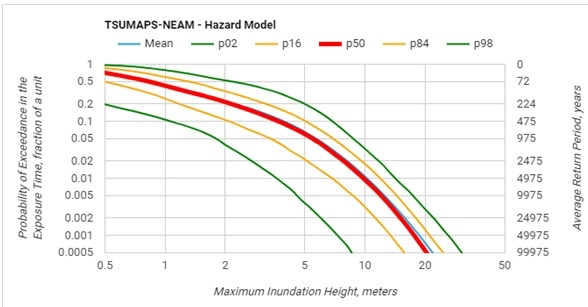 TSUMAPS-NEAM - Hazard Model
Mean p02 p16 p50 p84 p98
Probability of Exceedance in the
Exposure Time, fraction of a unit
1 0
0.5 72
0.2 224
0.1 475
0.05 975
0.02 2475
0.01 4975
0.005 9975
0.002 24975
0.001 49975
0.0005 99975
Average Return Period, years
0.5 1 2 5 10 20 50
Maximum Inundation Height, meters